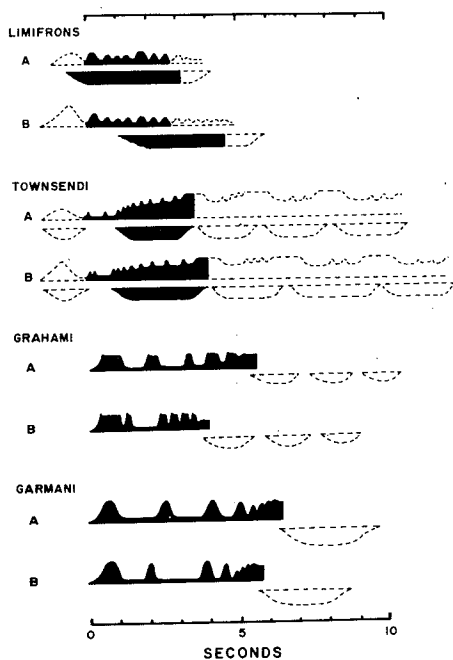 LIMIFRONS
A
B
TOWNSENDI
A
B
GRAHAMI
A
B
GARMANI
A
B
0 5 10
SECONDS